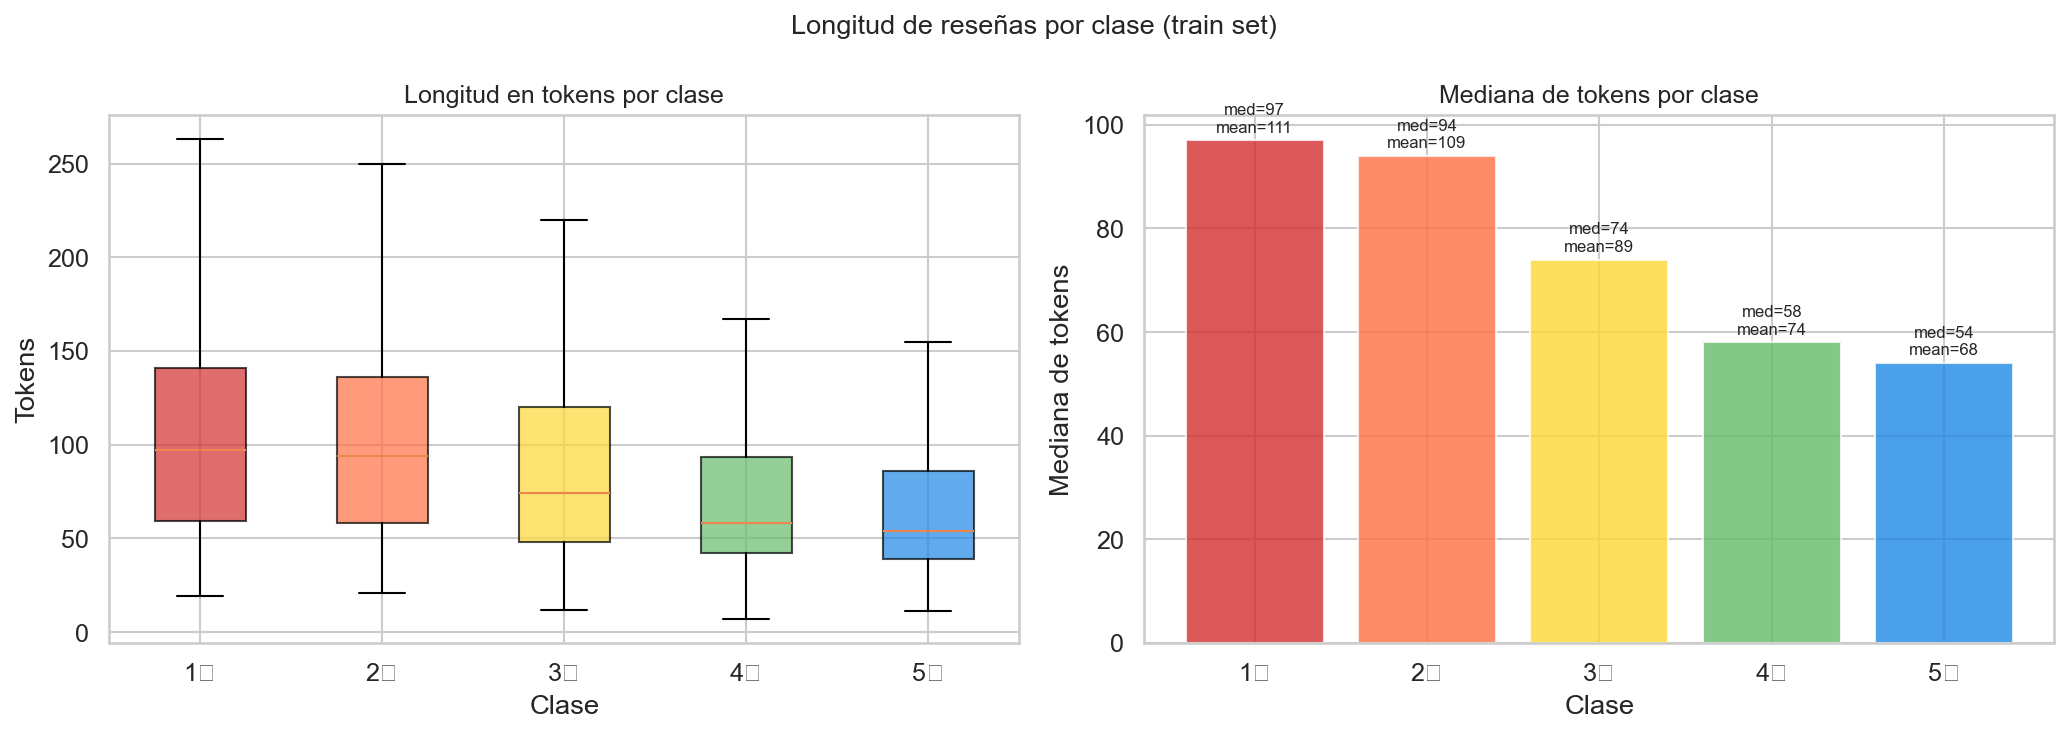 Longitud de reseñas por clase (train set)
Longitud en tokens por clase
Tokens
250
200
150
100
50
0
1□
2□
3□
4□
5□
Clase
Mediana de tokens por clase
Mediana de tokens
100
80
60
40
20
0
med=97
mean=111
med=94
mean=109
med=74
mean=89
med=58
mean=74
med=54
mean=68
1□
2□
3□
4□
5□
Clase